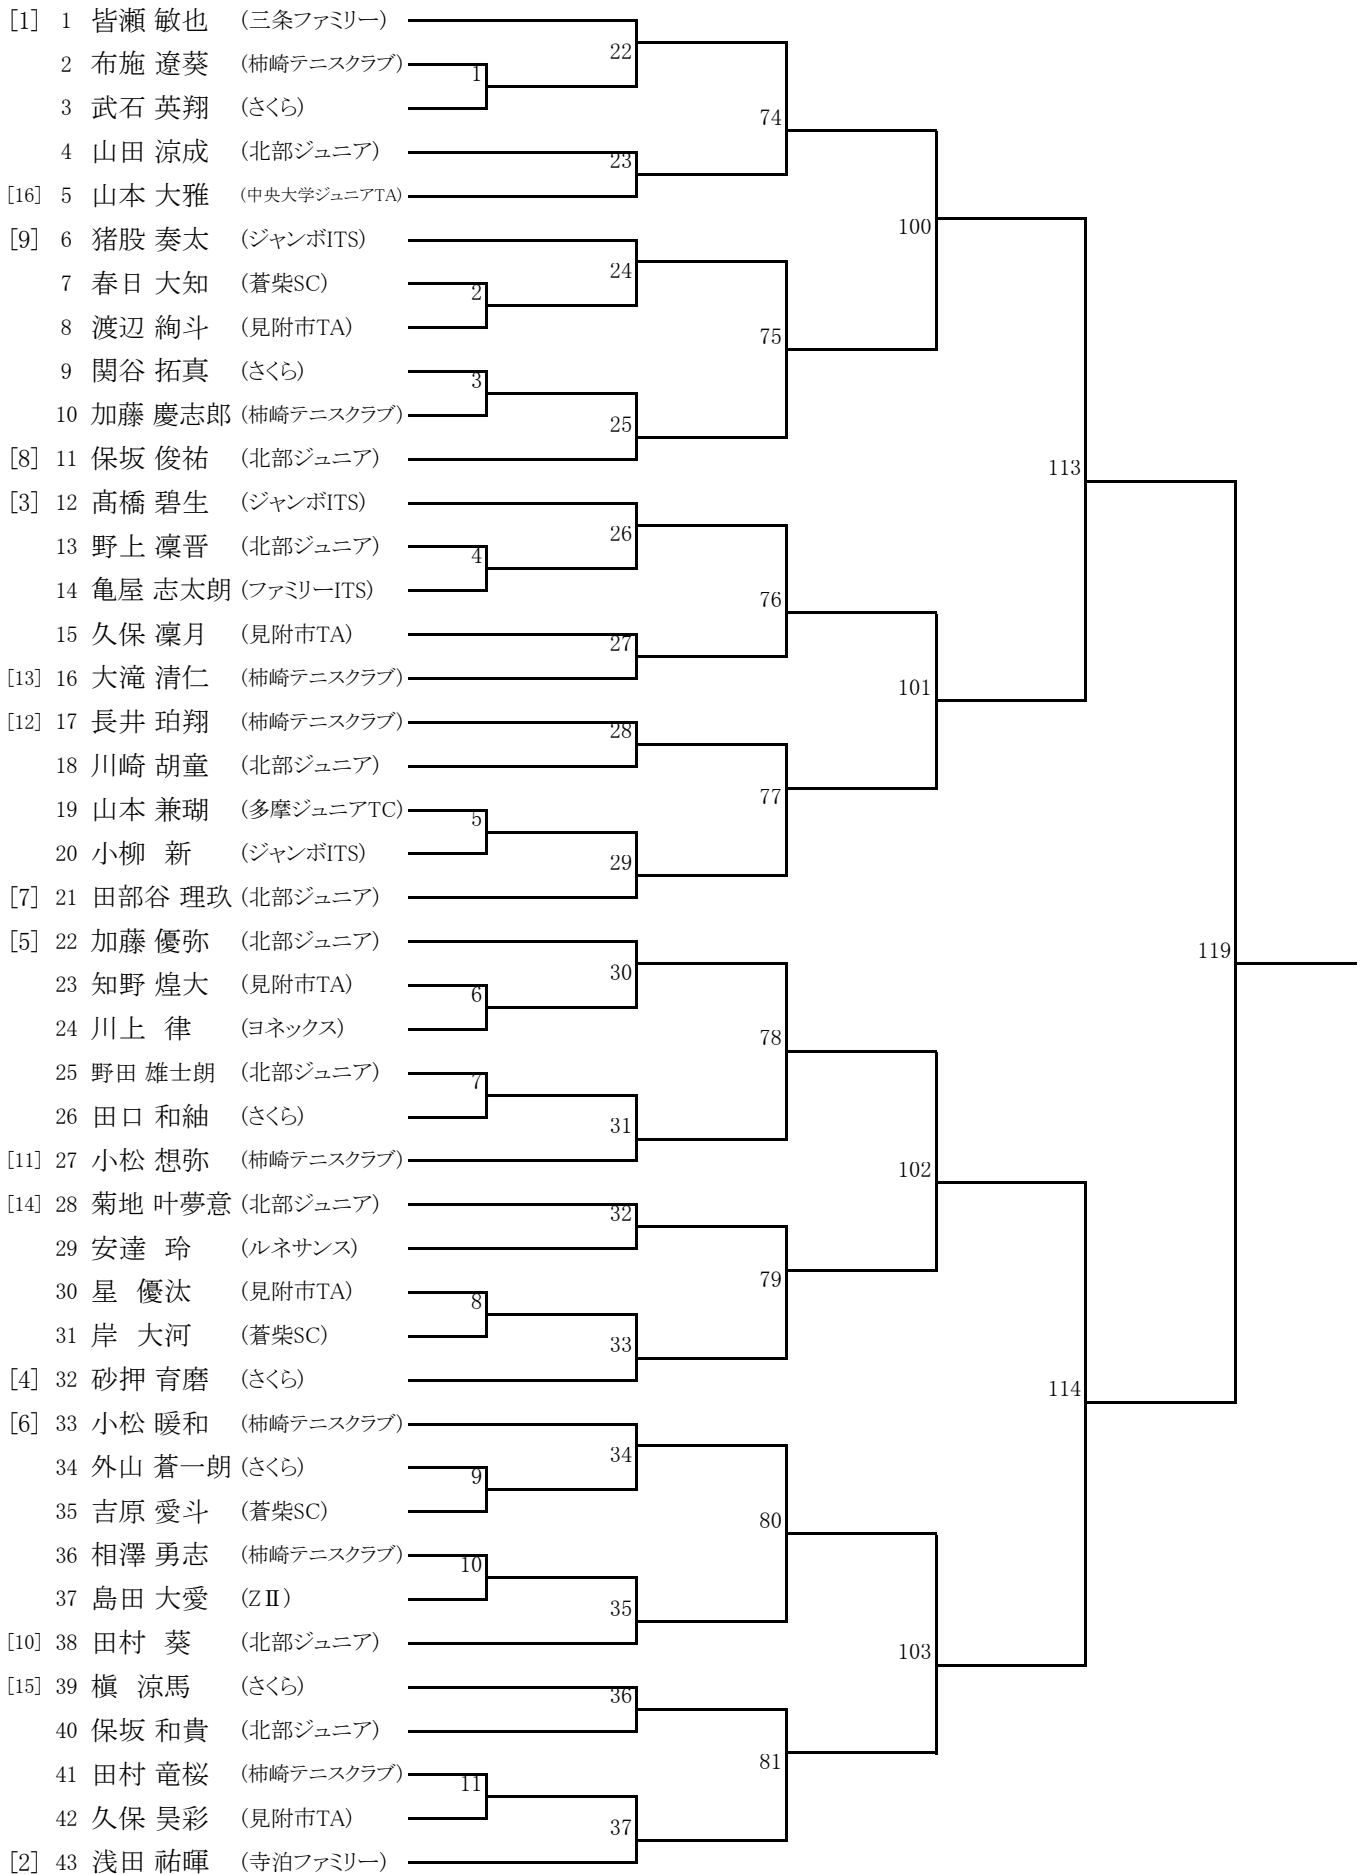 [1] 1 皆瀬 敏也 (三条ファミリー)
22
2 布施 遼葵 (柿崎テニスクラブ)
1
3 武石 英翔 (さくら)
74
4 山田 涼成 (北部ジュニア)
23
[16] 5 山本 大雅 (中央大学ジュニアTA)
100
[9] 6 猪股 奏太 (ジャンボITS)
24
7 春日 大知 (蒼柴SC)
2
8 渡辺 絢斗 (見附市TA)
75
9 関谷 拓真 (さくら)
3
10 加藤 慶志郎 (柿崎テニスクラブ)
25
[8] 11 保坂 俊祐 (北部ジュニア)
113
[3] 12 髙橋 碧生 (ジャンボITS)
26
13 野上 凜晋 (北部ジュニア)
4
14 亀屋 志太朗 (ファミリーITS)
76
15 久保 凜月 (見附市TA)
27
[13] 16 大滝 清仁 (柿崎テニスクラブ)
101
[12] 17 長井 珀翔 (柿崎テニスクラブ)
28
18 川崎 胡童 (北部ジュニア)
77
19 山本 兼瑚 (多摩ジュニアTC)
5
20 小柳 新 (ジャンボITS)
29
[7] 21 田部谷 理玖 (北部ジュニア)
[5] 22 加藤 優弥 (北部ジュニア)
119
30
23 知野 煌大 (見附市TA)
6
24 川上 律 (ヨネックス)
78
25 野田 雄士朗 (北部ジュニア)
7
26 田口 和紬 (さくら)
31
[11] 27 小松 想弥 (柿崎テニスクラブ)
102
[14] 28 菊地 叶夢意 (北部ジュニア)
32
29 安達 玲 (ルネサンス)
79
30 星 優汰 (見附市TA)
8
31 岸 大河 (蒼柴SC)
33
[4] 32 砂押 育磨 (さくら)
114
[6] 33 小松 暖和 (柿崎テニスクラブ)
34
34 外山 蒼一朗 (さくら)
9
35 吉原 愛斗 (蒼柴SC)
80
36 相澤 勇志 (柿崎テニスクラブ)
10
37 島田 大愛 (ZⅡ)
35
[10] 38 田村 葵 (北部ジュニア)
103
[15] 39 槇 涼馬 (さくら)
36
40 保坂 和貴 (北部ジュニア)
81
41 田村 竜桜 (柿崎テニスクラブ)
11
42 久保 昊彩 (見附市TA)
37
[2] 43 浅田 祐暉 (寺泊ファミリー)